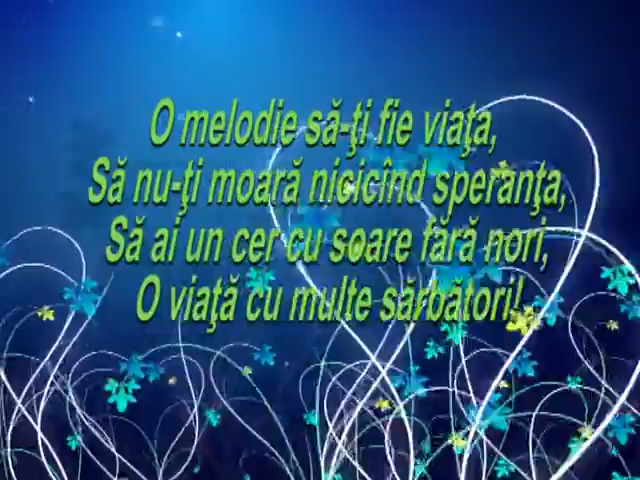 O melodie să-ţi fie viaţa,
Să nu-ţi moară nicicînd speranţa,
Să ai un cer cu soare fără nori,
O viaţă cu multe sărbători!